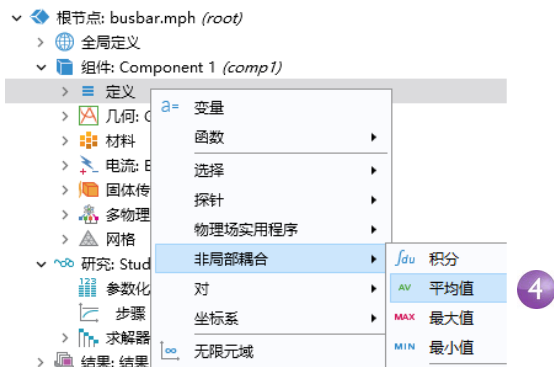 根节点: busbar.mph (root)
全局定义
组件: Component 1 (comp1)
定义
几何:
材料
电流:
固体传
多物理
网格
研究: Stud
参数化
步骤
求解器
结果: 结果
a= 变量
函数
选择
探针
物理场实用程序
非局部耦合
对
坐标系
无限元域
∫du 积分
AV 平均值
MAX 最大值
MIN 最小值
4